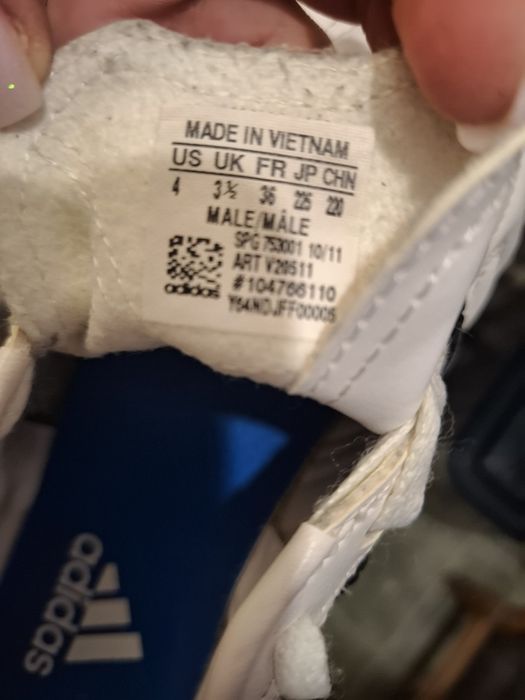 MADE IN VIETNAM
US UK FR JP CHN
4 3½ 36 225 220
MALE/MÂLE
SPG 753001 10/11
ART V20511
#104766110
adidas Y64NDJFF00005
adidas